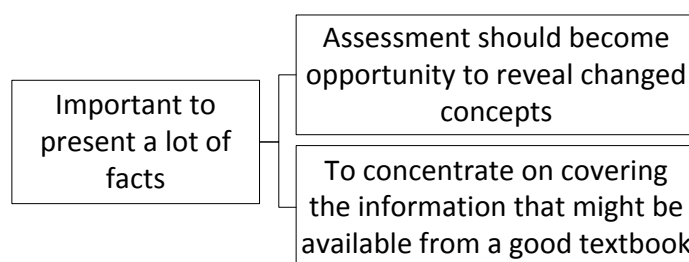 Important to
present a lot of
facts
Assessment should become
opportunity to reveal changed
concepts
To concentrate on covering
the information that might be
available from a good textbook